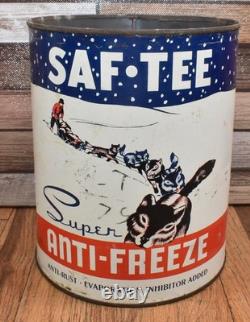 SAF•TEE
Super
ANTI-FREEZE
ANTI-RUST - EVAPORATION INHIBITOR ADDED